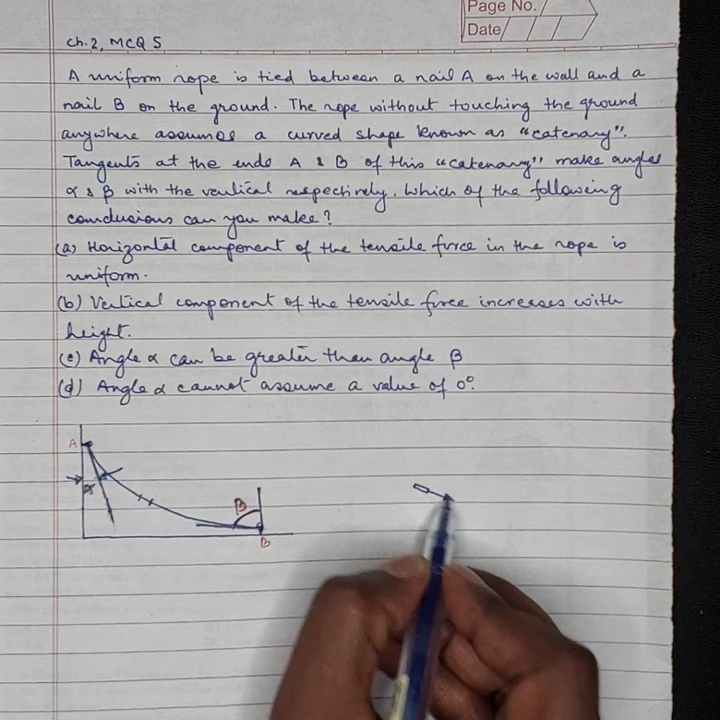 Page No.
Date
Ch. 2, MCQ 5
A uniform rope is tied between a nail A on the wall and a
nail B on the ground. The rope without touching the ground
anywhere assumes a curved shape known as "catenary".
Tangents at the ends A & B of this "catenary" make angles
α & β with the vertical respectively. Which of the following
conclusions can you make?
(a) Horizontal component of the tensile force in the rope is
uniform.
(b) Vertical component of the tensile force increases with
height.
(c) Angle α can be greater than angle β
(d) Angle α cannot assume a value of 0°.
A
α
β
B